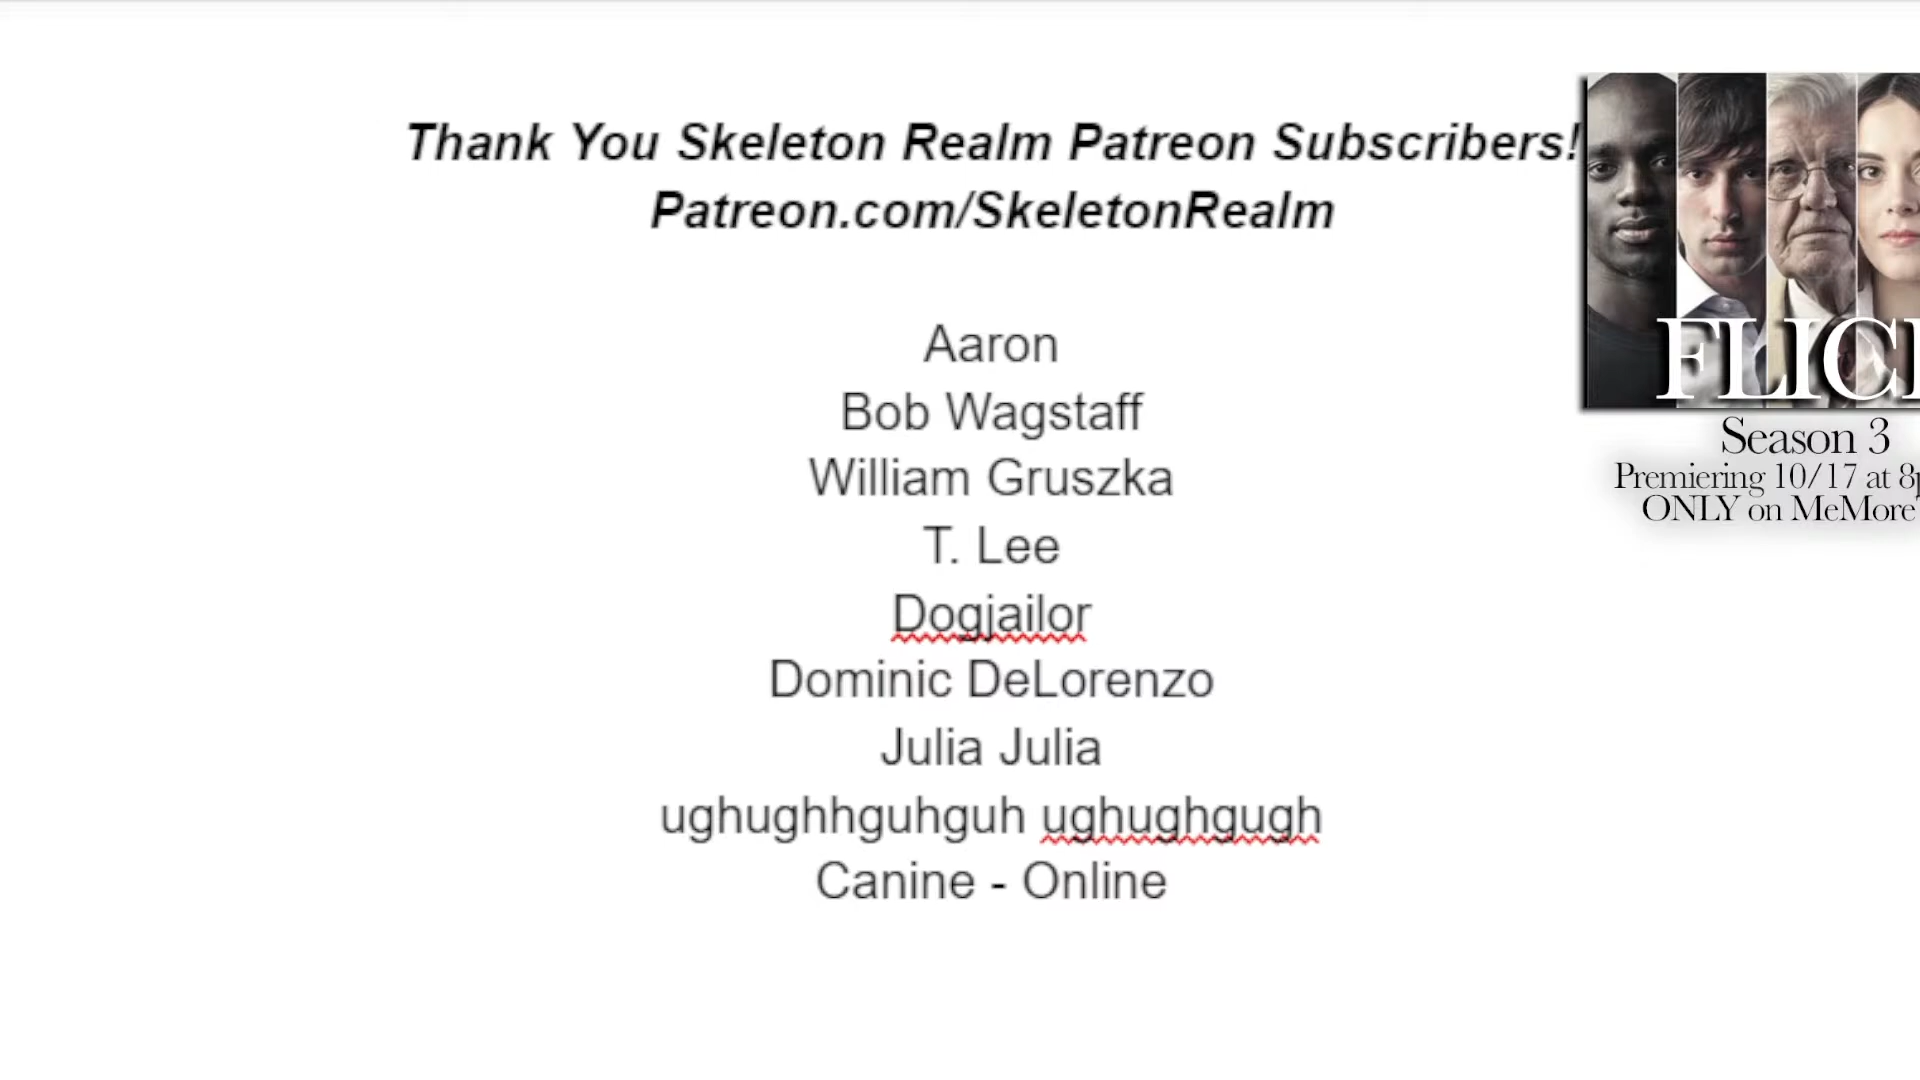 Thank You Skeleton Realm Patreon Subscribers!
Patreon.com/SkeletonRealm
Aaron
Bob Wagstaff
William Gruszka
T. Lee
Dogjailor
Dominic DeLorenzo
Julia Julia
ughughhguhguh ughughgugh
Canine - Online
Season 3
Premiering 10/17 at
ONLY on MeMore